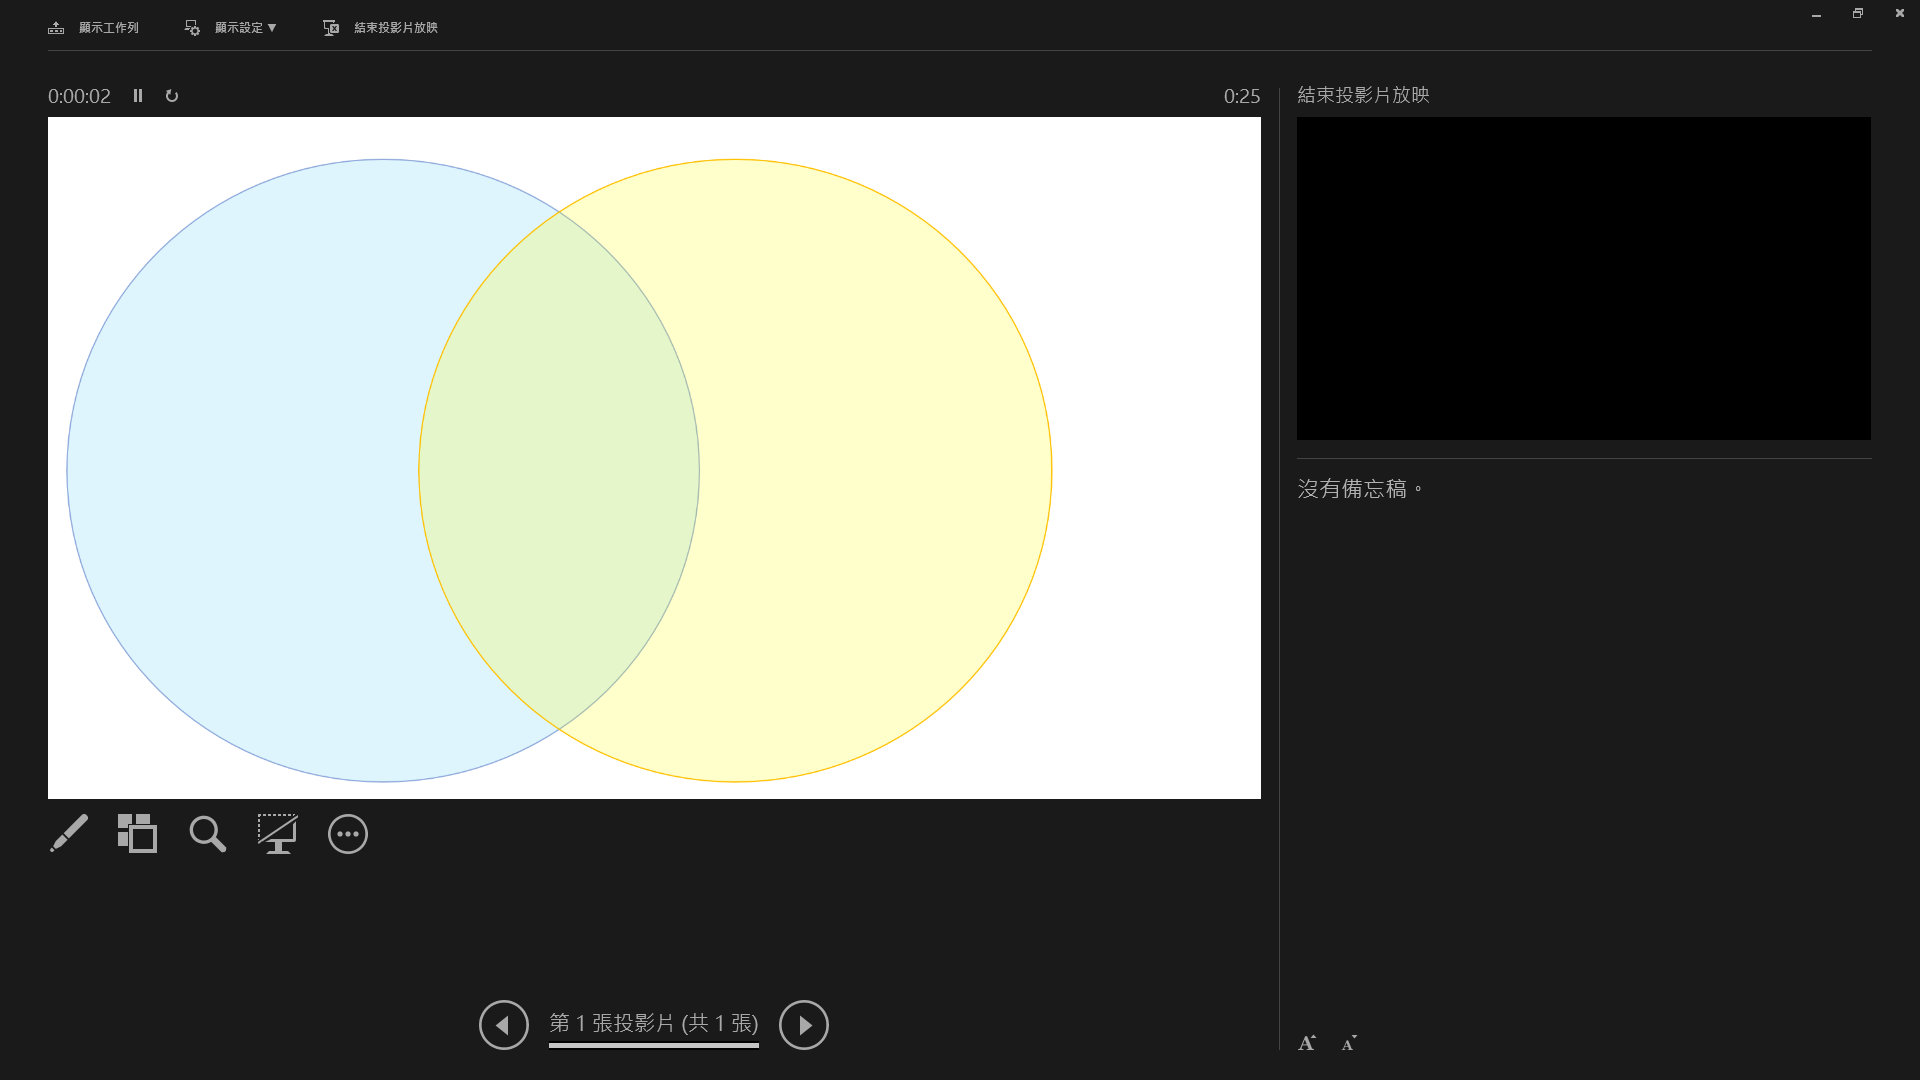 顯示工作列
顯示設定 ▼
結束投影片放映
0:00:02
0:25
結束投影片放映
沒有備忘稿。
第 1 張投影片 (共 1 張)
A
A